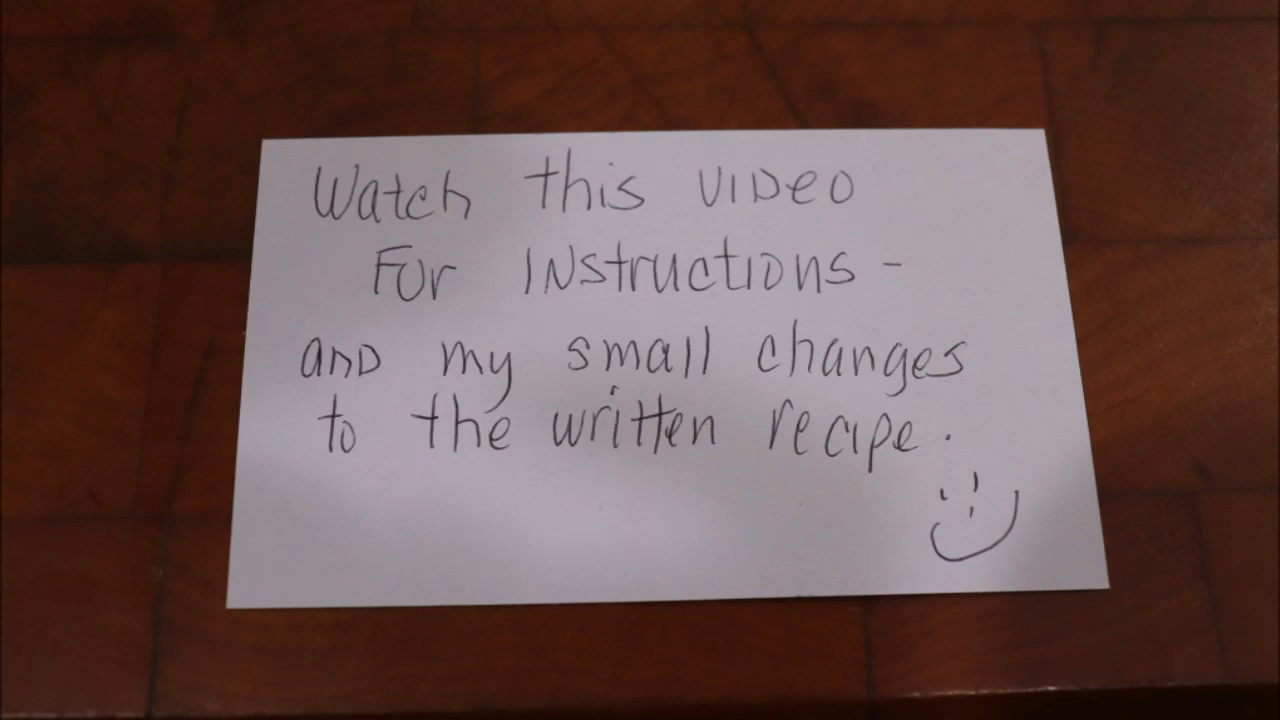 Watch this VIDEO
For INstructions -
and my small changes
to the written recipe.